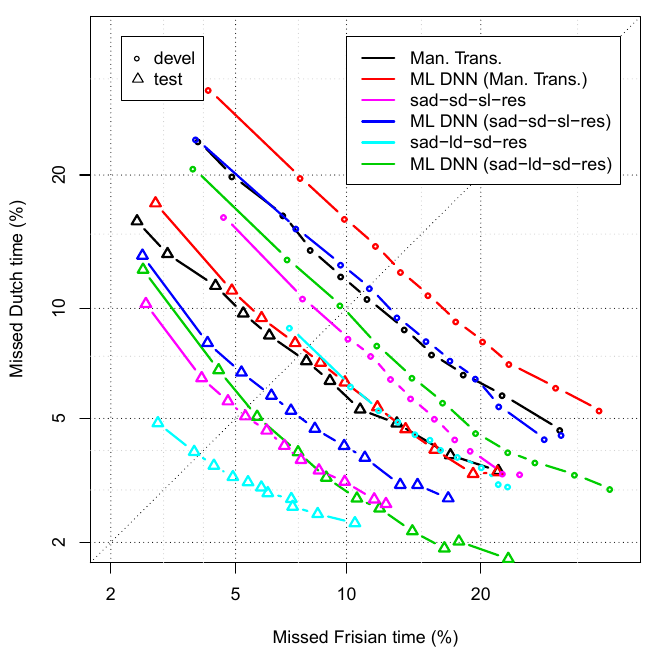 devel
test
Man. Trans.
ML DNN (Man. Trans.)
sad−sd−sl−res
ML DNN (sad−sd−sl−res)
sad−ld−sd−res
ML DNN (sad−ld−sd−res)
20
10
5
2
Missed Dutch time (%)
2 5 10 20
Missed Frisian time (%)